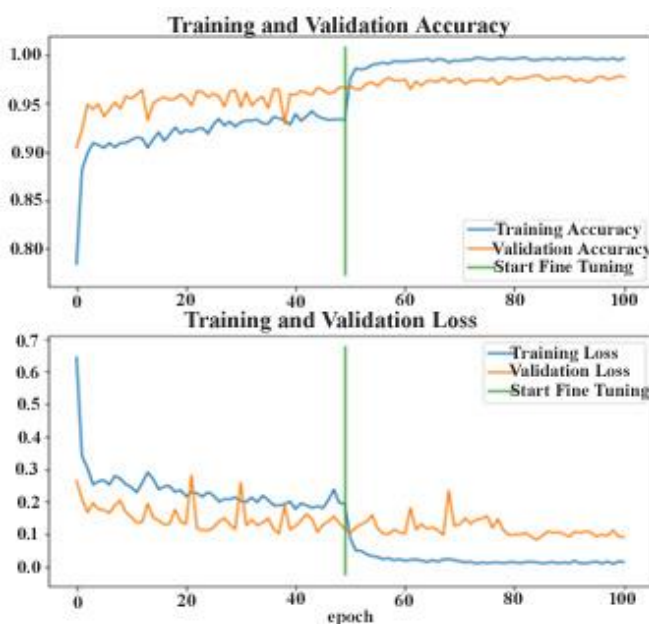 Training and Validation Accuracy
1.00
0.95
0.90
0.85
0.80
Training Accuracy
Validation Accuracy
Start Fine Tuning
0 20 40 60 80 100
Training and Validation Loss
0.7
0.6
0.5
0.4
0.3
0.2
0.1
0.0
Training Loss
Validation Loss
Start Fine Tuning
0 20 40 60 80 100
epoch